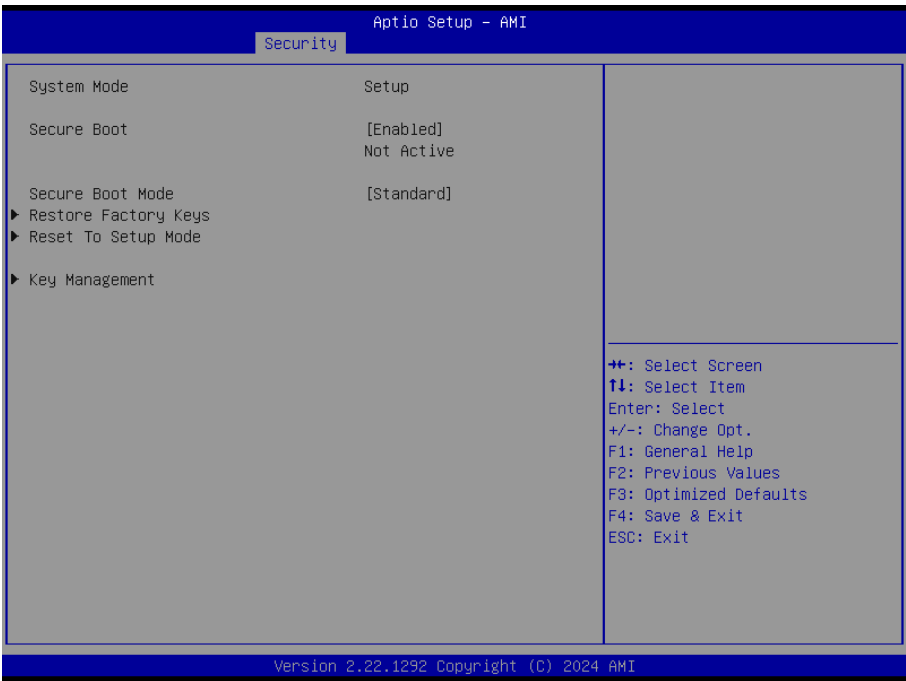 Aptio Setup – AMI
Security
System Mode Setup
Secure Boot [Enabled]
Not Active
Secure Boot Mode [Standard]
▶ Restore Factory Keys
▶ Reset To Setup Mode
▶ Key Management
→←: Select Screen
↑↓: Select Item
Enter: Select
+/-: Change Opt.
F1: General Help
F2: Previous Values
F3: Optimized Defaults
F4: Save & Exit
ESC: Exit
Version 2.22.1292 Copyright (C) 2024 AMI